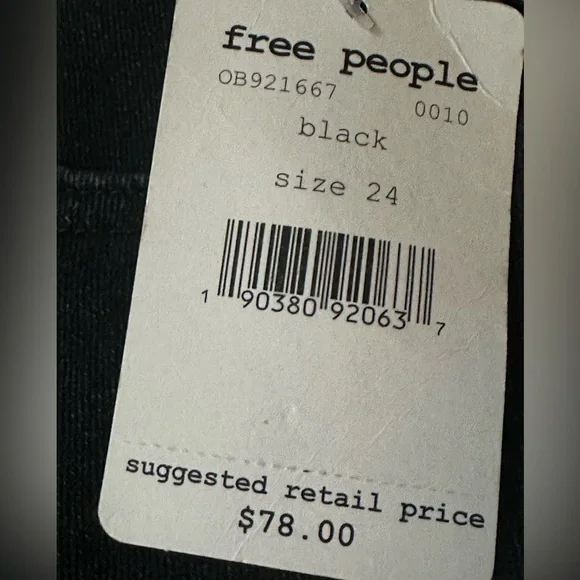 free people
OB921667 0010
black
size 24
1 90380 92063 7
suggested retail price
$78.00